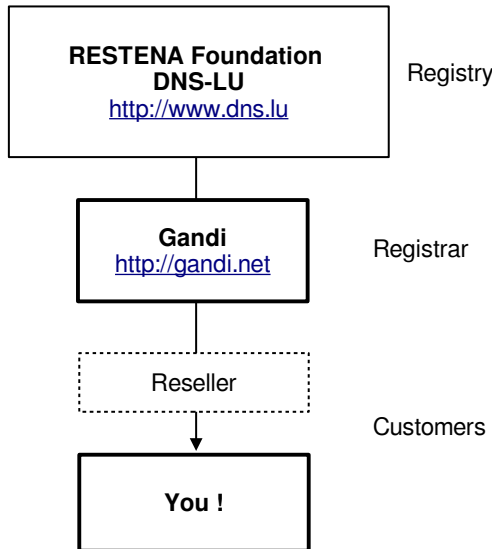 RESTENA Foundation
DNS-LU
http://www.dns.lu
Registry
Gandi
http://gandi.net
Registrar
Reseller
Customers
You !